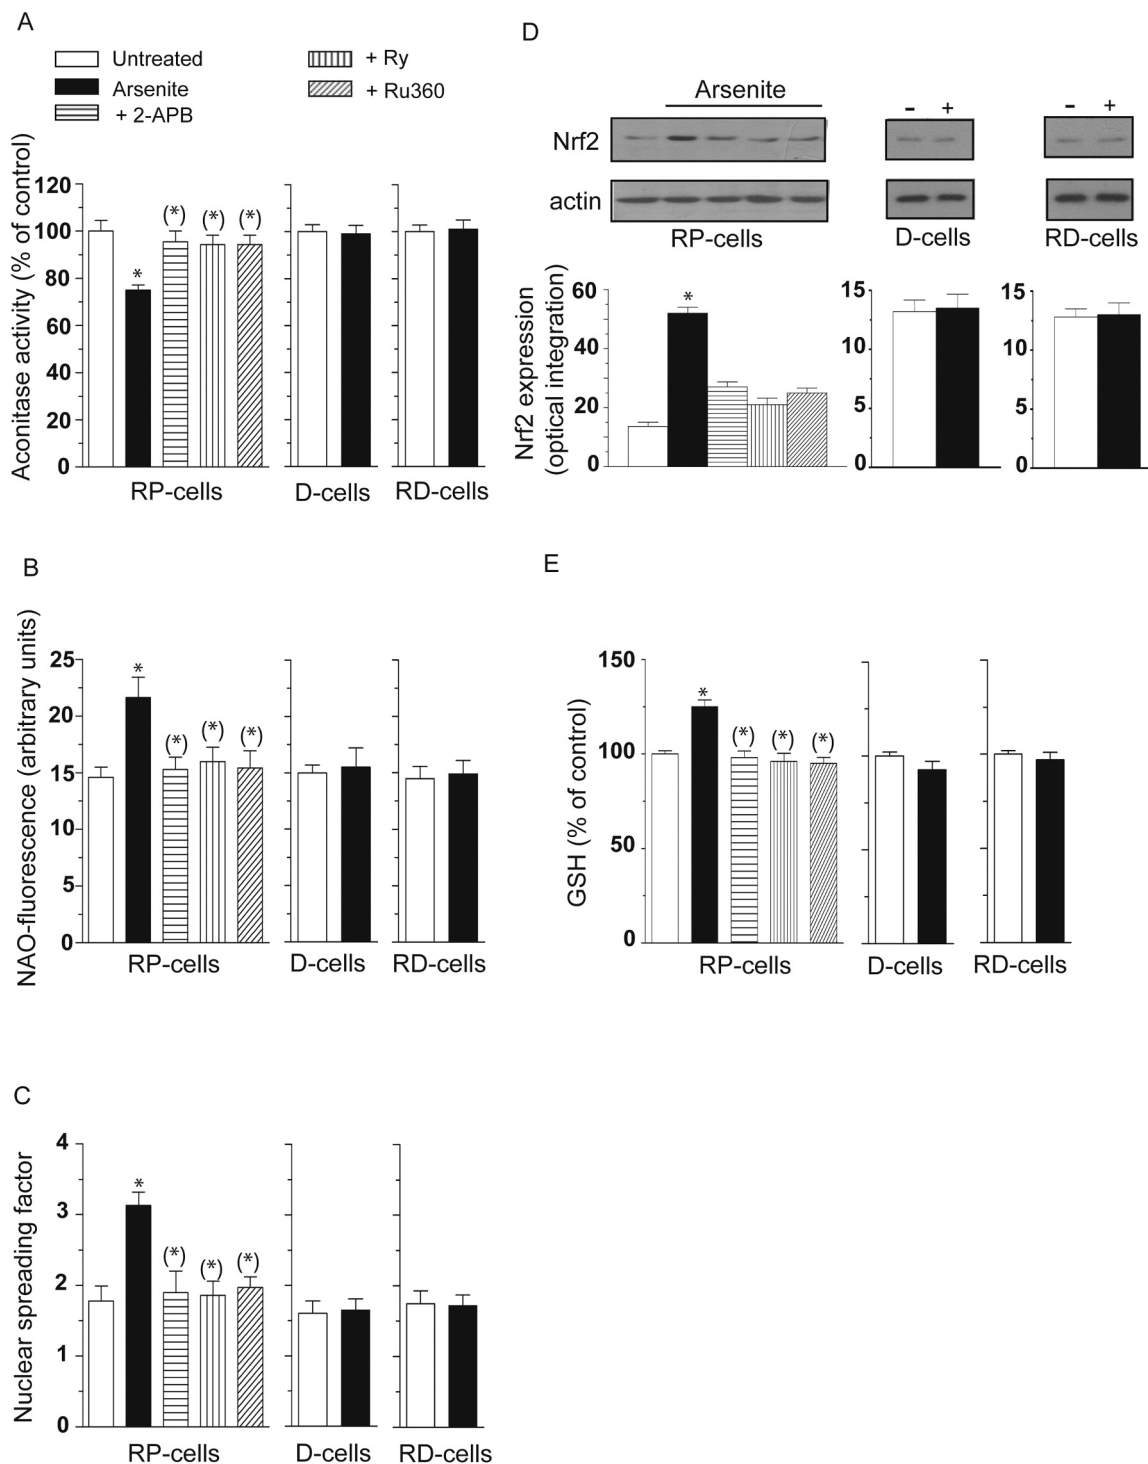 A
Untreated
Arsenite
+ 2-APB
+ Ry
+ Ru360
Aconitase activity (% of control)
120
100
80
60
40
20
0
*
(*)
(*)
(*)
RP-cells
D-cells
RD-cells
B
NAO-fluorescence (arbitrary units)
25
20
15
10
5
0
*
(*)
(*)
(*)
RP-cells
D-cells
RD-cells
C
Nuclear spreading factor
4
3
2
1
0
*
(*)
(*)
(*)
RP-cells
D-cells
RD-cells
D
Arsenite
- +
- +
Nrf2
actin
RP-cells
D-cells
RD-cells
Nrf2 expression
(optical integration)
60
40
20
0
*
15
10
5
0
15
10
5
0
E
GSH (% of control)
150
100
50
0
*
(*)
(*)
(*)
RP-cells
D-cells
RD-cells